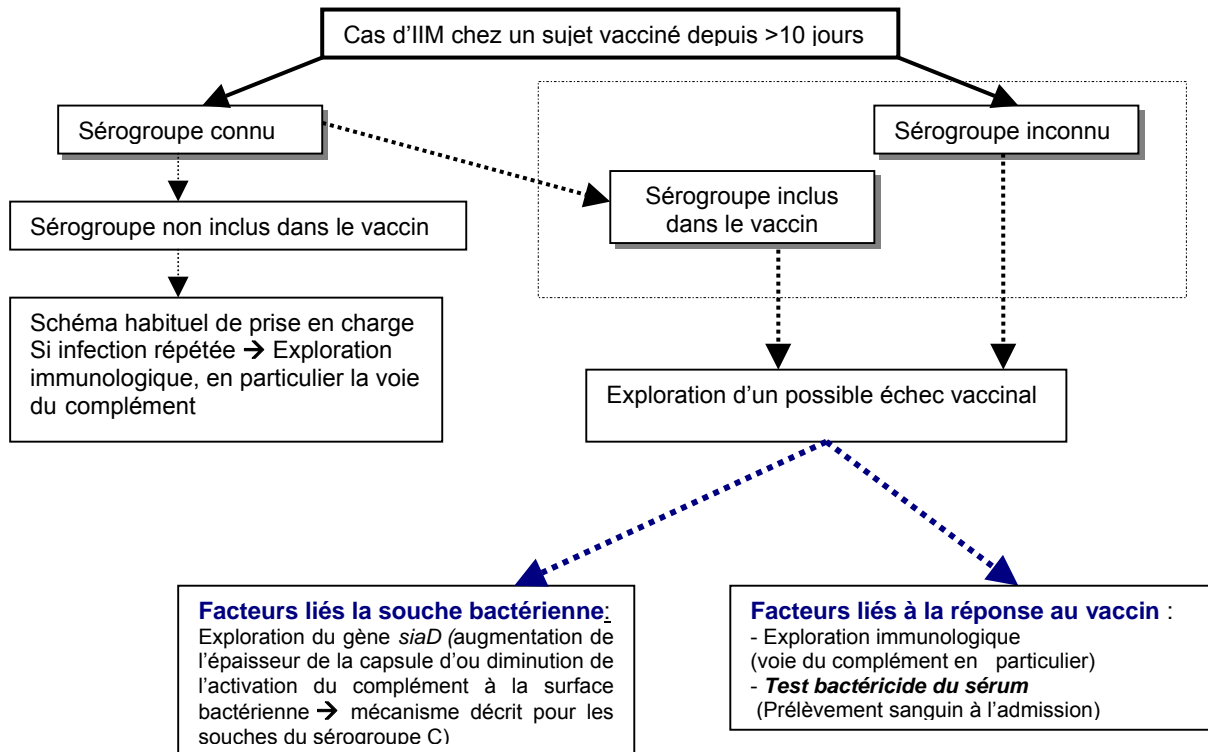 Cas d'IIM chez un sujet vacciné depuis >10 jours
Sérogroupe connu
Sérogroupe inconnu
Sérogroupe inclus
dans le vaccin
Sérogroupe non inclus dans le vaccin
Schéma habituel de prise en charge
Si infection répétée → Exploration
immunologique, en particulier la voie
du complément
Exploration d'un possible échec vaccinal
Facteurs liés la souche bactérienne:
Exploration du gène siaD (augmentation de
l'épaisseur de la capsule d'ou diminution de
l'activation du complément à la surface
bactérienne → mécanisme décrit pour les
souches du sérogroupe C)
Facteurs liés à la réponse au vaccin :
- Exploration immunologique
(voie du complément en particulier)
- Test bactéricide du sérum
(Prélèvement sanguin à l'admission)